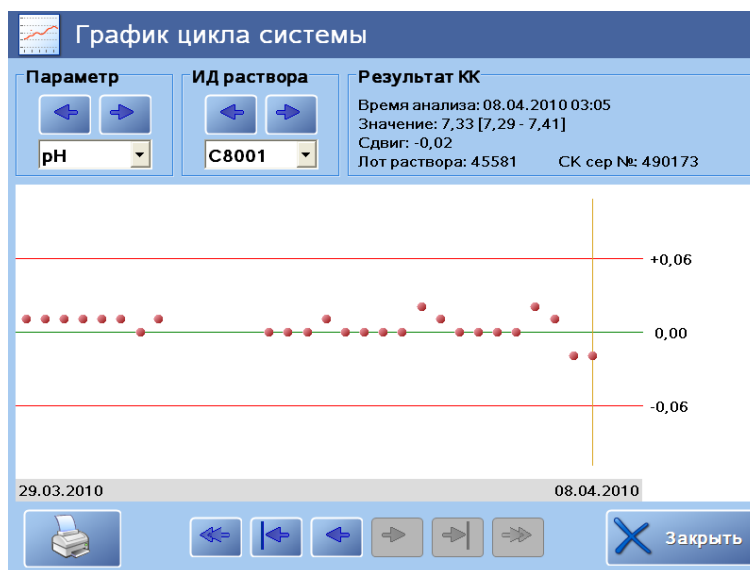 График цикла системы
Параметр
pH
ИД раствора
C8001
Результат КК
Время анализа: 08.04.2010 03:05
Значение: 7,33 [7,29 - 7,41]
Сдвиг: -0,02
Лот раствора: 45581 СК сер №: 490173
+0,06
0,00
-0,06
29.03.2010 08.04.2010
Закрыть